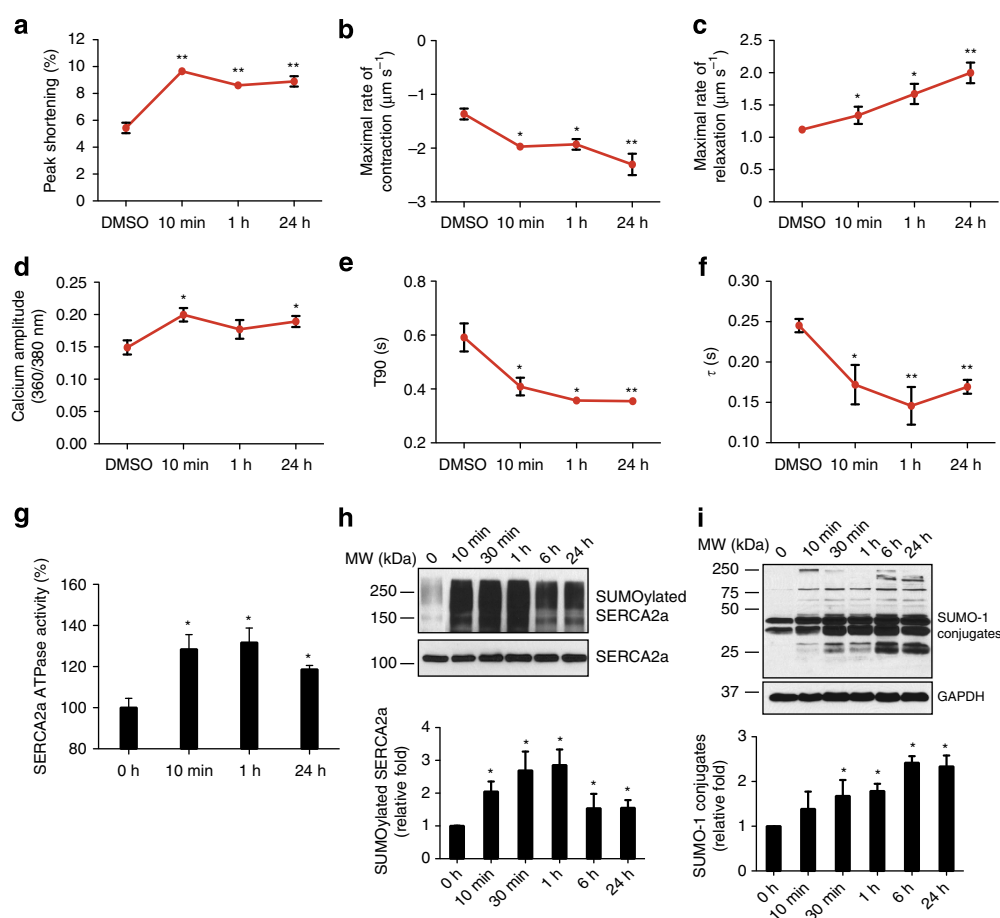 a
Peak shortening (%)
12
10
8
6
4
2
0
** ** **
DMSO 10 min 1 h 24 h
b
Maximal rate of
contraction (μm s⁻¹)
0
−1
−2
−3
* * **
DMSO 10 min 1 h 24 h
c
Maximal rate of
relaxation (μm s⁻¹)
2.5
2.0
1.5
1.0
0.5
0
* * **
DMSO 10 min 1 h 24 h
d
Calcium amplitude
(360/380 nm)
0.25
0.20
0.15
0.10
0.05
0.00
* *
DMSO 10 min 1 h 24 h
e
T90 (s)
0.8
0.6
0.4
0.2
* * **
DMSO 10 min 1 h 24 h
f
τ (s)
0.30
0.25
0.20
0.15
0.10
* ** **
DMSO 10 min 1 h 24 h
g
SERCA2a ATPase activity (%)
160
140
120
100
80
* * *
0 h 10 min 1 h 24 h
h
MW (kDa) 0 10 min 30 min 1 h 6 h 24 h
250
150
SUMOylated
SERCA2a
100
SERCA2a
SUMOylated SERCA2a
(relative fold)
4
3
2
1
0
* * * * *
0 h 10 min 30 min 1 h 6 h 24 h
i
MW (kDa) 0 10 min 30 min 1 h 6 h 24 h
250
75
50
25
SUMO-1
conjugates
37
GAPDH
SUMO-1 conjugates
(relative fold)
3
2
1
0
* * * *
0 h 10 min 30 min 1 h 6 h 24 h